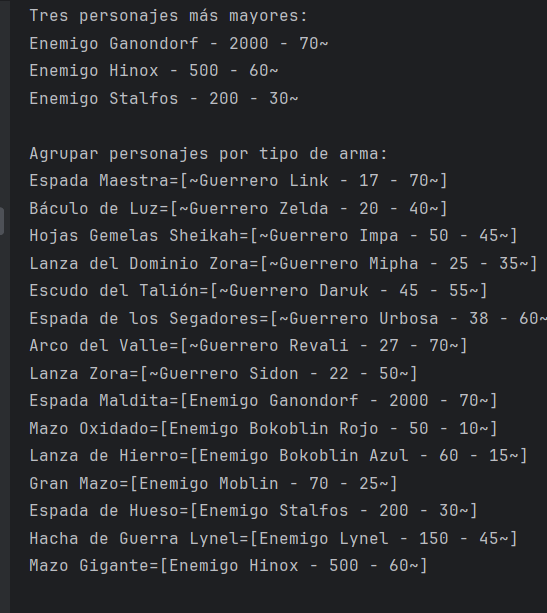 Tres personajes más mayores:
Enemigo Ganondorf - 2000 - 70~
Enemigo Hinox - 500 - 60~
Enemigo Stalfos - 200 - 30~
Agrupar personajes por tipo de arma:
Espada Maestra=[~Guerrero Link - 17 - 70~]
Báculo de Luz=[~Guerrero Zelda - 20 - 40~]
Hojas Gemelas Sheikah=[~Guerrero Impa - 50 - 45~]
Lanza del Dominio Zora=[~Guerrero Mipha - 25 - 35~]
Escudo del Talión=[~Guerrero Daruk - 45 - 55~]
Espada de los Segadores=[~Guerrero Urbosa - 38 - 60~
Arco del Valle=[~Guerrero Revali - 27 - 70~]
Lanza Zora=[~Guerrero Sidon - 22 - 50~]
Espada Maldita=[Enemigo Ganondorf - 2000 - 70~]
Mazo Oxidado=[Enemigo Bokoblin Rojo - 50 - 10~]
Lanza de Hierro=[Enemigo Bokoblin Azul - 60 - 15~]
Gran Mazo=[Enemigo Moblin - 70 - 25~]
Espada de Hueso=[Enemigo Stalfos - 200 - 30~]
Hacha de Guerra Lynel=[Enemigo Lynel - 150 - 45~]
Mazo Gigante=[Enemigo Hinox - 500 - 60~]